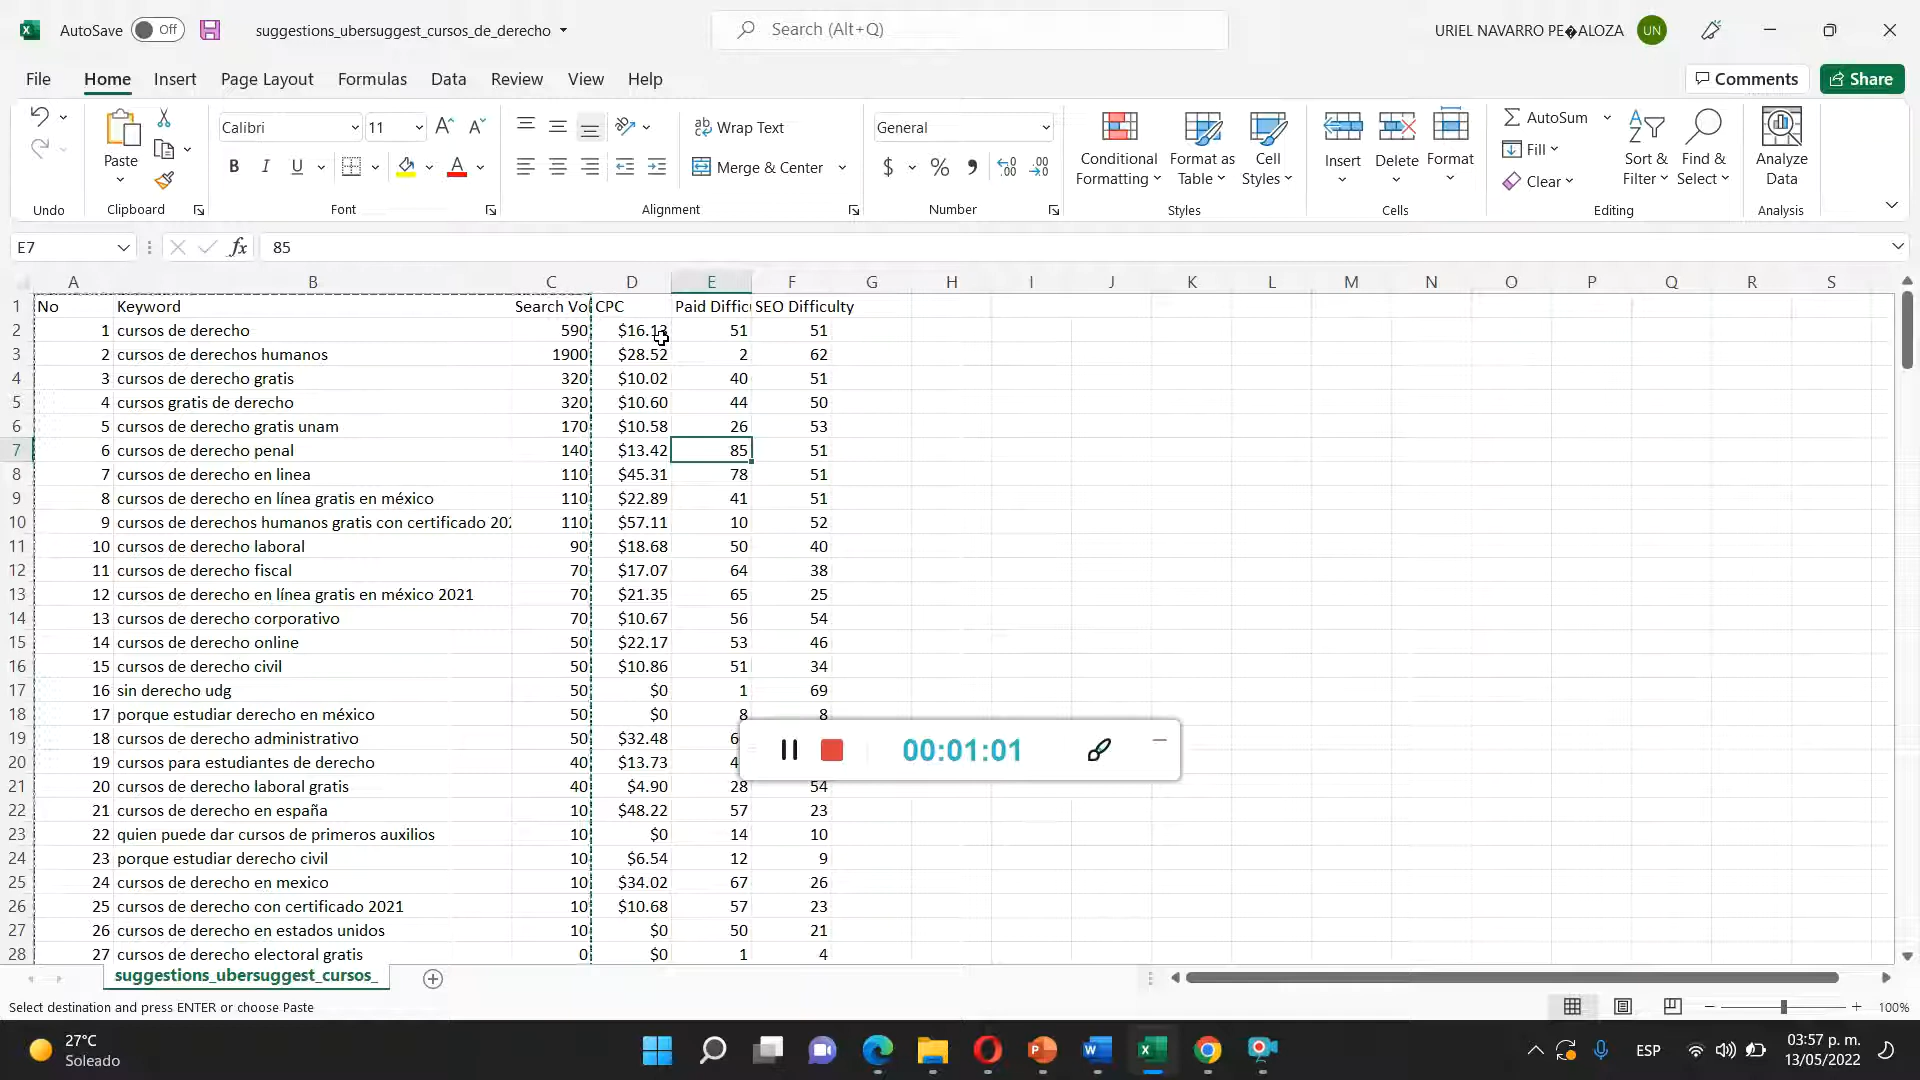 AutoSave Off suggestions_ubersuggest_cursos_de_derecho Search (Alt+Q) URIEL NAVARRO PE�ALOZA UN
File Home Insert Page Layout Formulas Data Review View Help Comments Share
Calibri 11 Wrap Text General AutoSum
Paste B I U Merge & Center $ % Conditional Formatting Format as Table Cell Styles Insert Delete Format Fill Clear Sort & Filter Find & Select Analyze Data
Undo Clipboard Font Alignment Number Styles Cells Editing Analysis
E7 fx 85
A B C D E F G H I J K L M N O P Q R S
1 No Keyword Search Vo CPC Paid Diffic SEO Difficulty
2 1 cursos de derecho 590 $16.13 51 51
3 2 cursos de derechos humanos 1900 $28.52 2 62
4 3 cursos de derecho gratis 320 $10.02 40 51
5 4 cursos gratis de derecho 320 $10.60 44 50
6 5 cursos de derecho gratis unam 170 $10.58 26 53
7 6 cursos de derecho penal 140 $13.42 85 51
8 7 cursos de derecho en linea 110 $45.31 78 51
9 8 cursos de derecho en línea gratis en méxico 110 $22.89 41 51
10 9 cursos de derechos humanos gratis con certificado 202 110 $57.11 10 52
11 10 cursos de derecho laboral 90 $18.68 50 40
12 11 cursos de derecho fiscal 70 $17.07 64 38
13 12 cursos de derecho en línea gratis en méxico 2021 70 $21.35 65 25
14 13 cursos de derecho corporativo 70 $10.67 56 54
15 14 cursos de derecho online 50 $22.17 53 46
16 15 cursos de derecho civil 50 $10.86 51 34
17 16 sin derecho udg 50 $0 1 69
18 17 porque estudiar derecho en méxico 50 $0 8 8
19 18 cursos de derecho administrativo 50 $32.48 6
20 19 cursos para estudiantes de derecho 40 $13.73 4
21 20 cursos de derecho laboral gratis 40 $4.90 28 54
22 21 cursos de derecho en españa 10 $48.22 57 23
23 22 quien puede dar cursos de primeros auxilios 10 $0 14 10
24 23 porque estudiar derecho civil 10 $6.54 12 9
25 24 cursos de derecho en mexico 10 $34.02 67 26
26 25 cursos de derecho con certificado 2021 10 $10.68 57 23
27 26 cursos de derecho en estados unidos 10 $0 50 21
28 27 cursos de derecho electoral gratis 0 $0 1 4
00:01:01
suggestions_ubersuggest_cursos_
Select destination and press ENTER or choose Paste 100%
27°C
Soleado
ESP
03:57 p. m.
13/05/2022